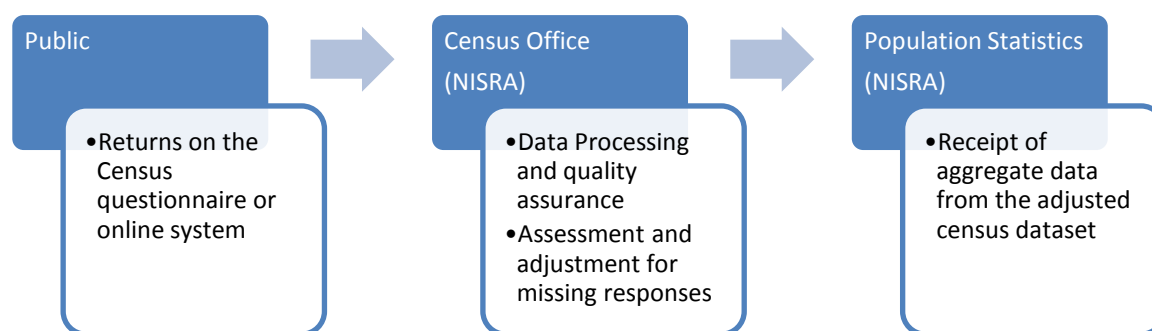 Public
•Returns on the
Census
questionnaire or
online system
Census Office
(NISRA)
•Data Processing
and quality
assurance
•Assessment and
adjustment for
missing responses
Population Statistics
(NISRA)
•Receipt of
aggregate data
from the adjusted
census dataset